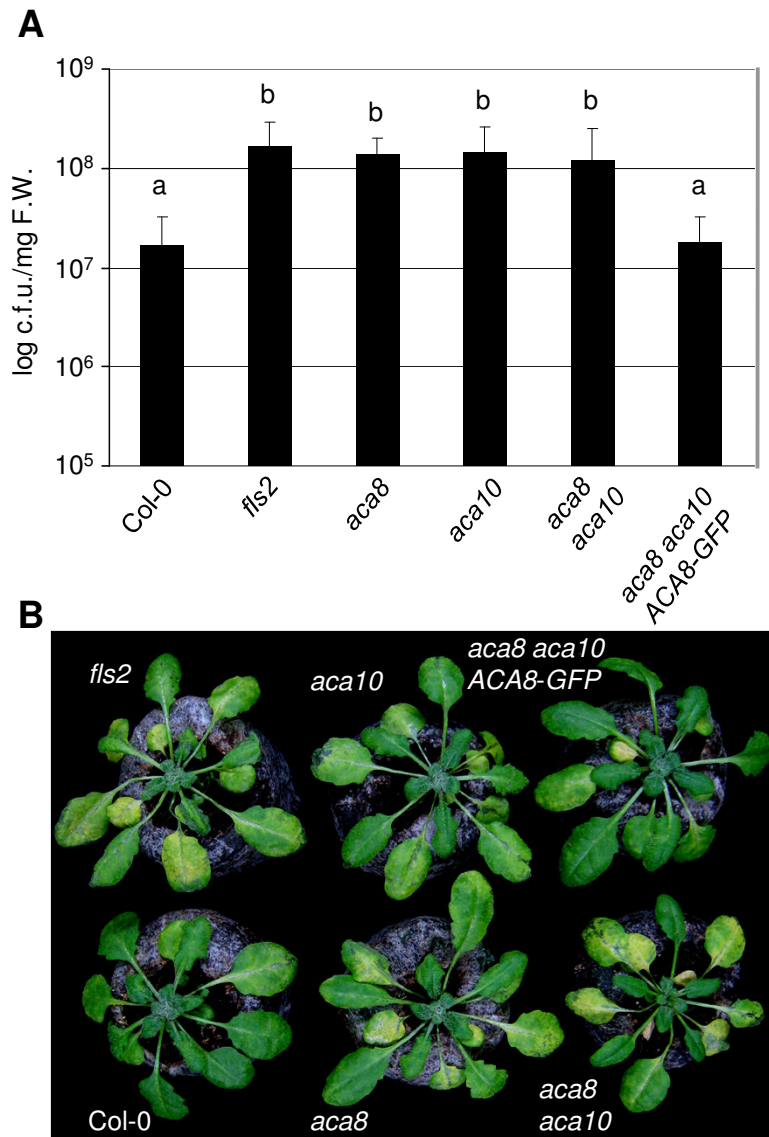 A
log c.f.u./mg F.W.
10⁹
10⁸
10⁷
10⁶
10⁵
a
b
b
b
b
a
Col-0
fls2
aca8
aca10
aca8
aca10
aca8 aca10
ACA8-GFP
B
fls2
aca10
aca8 aca10
ACA8-GFP
Col-0
aca8
aca8
aca10